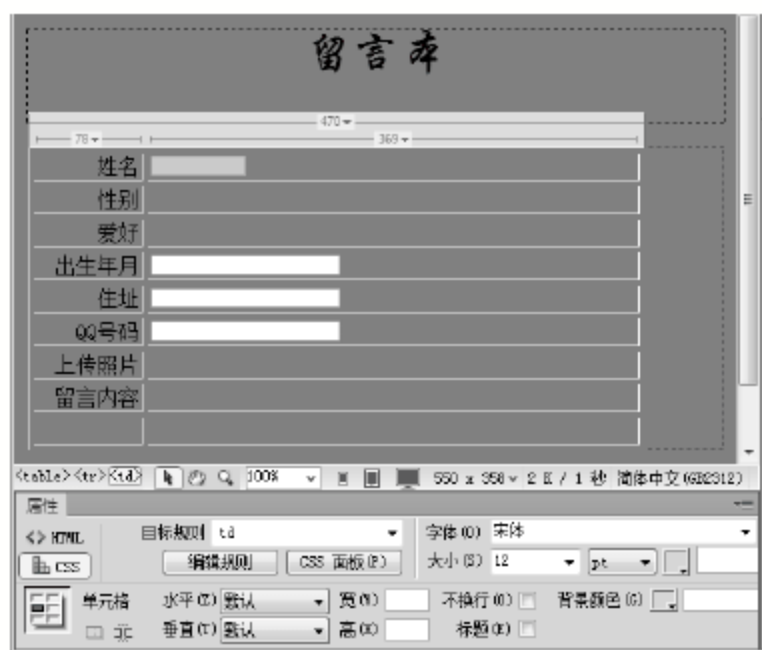 留言本
470
78 369
姓名
性别
爱好
出生年月
住址
QQ号码
上传照片
留言内容
<table><tr><td> 100% 550 x 358 2 K / 1 秒 简体中文(GB2312)
属性
<> HTML 目标规则 td 字体(O) 宋体
CSS 编辑规则 CSS 面板(P) 大小(S) 12 pt
单元格 水平(Z) 默认 宽(W) 不换行(O) 背景颜色(G)
垂直(T) 默认 高(H) 标题(E)